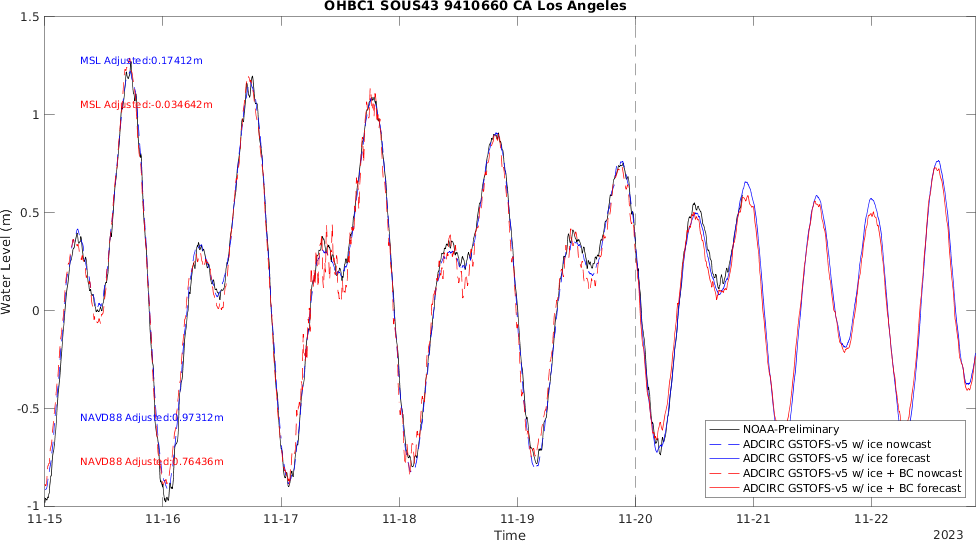 OHBC1 SOUS43 9410660 CA Los Angeles
1.5
MSL Adjusted:0.17412m
MSL Adjusted:-0.034642m
1
0.5
0
-0.5
-1
Water Level (m)
NAVD88 Adjusted:0.97312m
NAVD88 Adjusted:0.76436m
NOAA-Preliminary
ADCIRC GSTOFS-v5 w/ ice nowcast
ADCIRC GSTOFS-v5 w/ ice forecast
ADCIRC GSTOFS-v5 w/ ice + BC nowcast
ADCIRC GSTOFS-v5 w/ ice + BC forecast
11-15 11-16 11-17 11-18 11-19 11-20 11-21 11-22
Time
2023